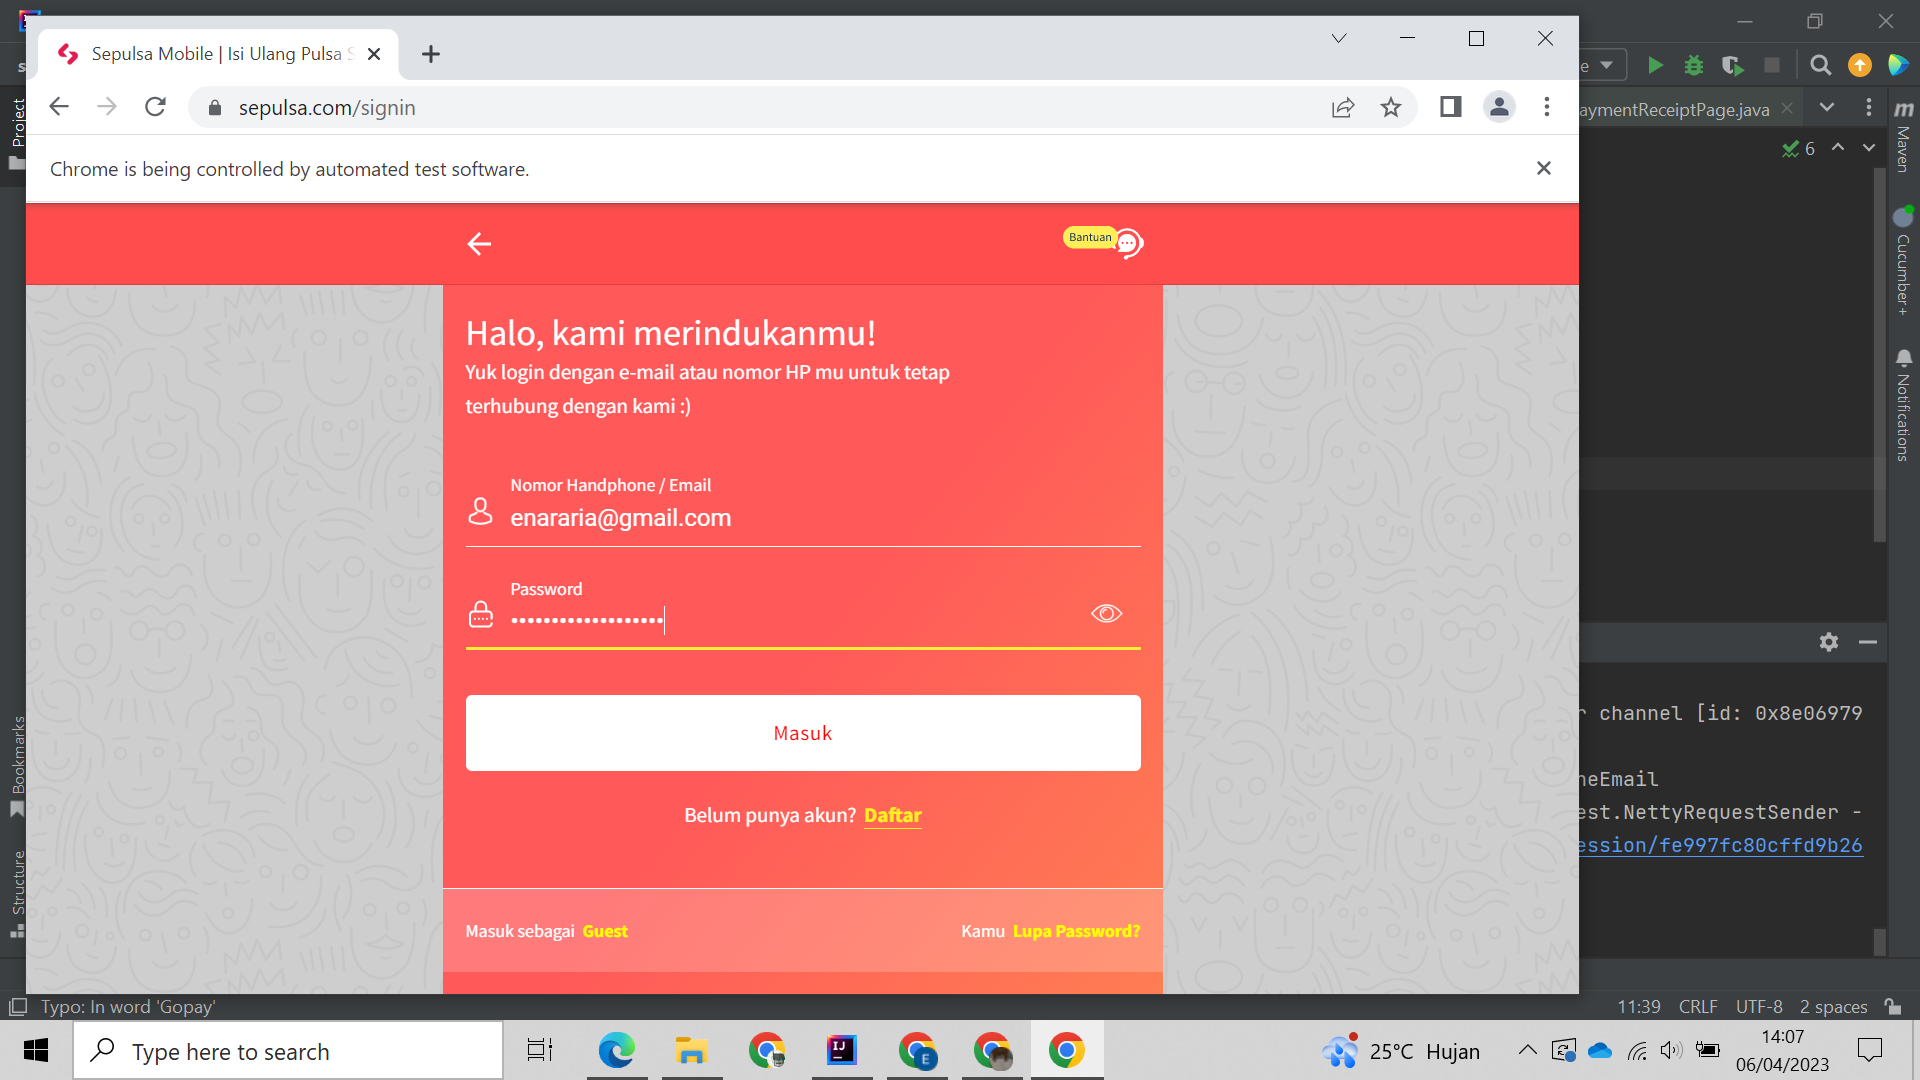 Sepulsa Mobile | Isi Ulang Pulsa S
sepulsa.com/signin
Chrome is being controlled by automated test software.
Bantuan
Halo, kami merindukanmu!
Yuk login dengan e-mail atau nomor HP mu untuk tetap
terhubung dengan kami :)
Nomor Handphone / Email
enararia@gmail.com
Password
Masuk
Belum punya akun? Daftar
Masuk sebagai Guest
Kamu Lupa Password?
Project
Bookmarks
Structure
aymentReceiptPage.java
6
Maven
Cucumber +
Notifications
channel [id: 0x8e06979
neEmail
est.NettyRequestSender -
ession/fe997fc80cffd9b26
Typo: In word 'Gopay'
11:39 CRLF UTF-8 2 spaces
Type here to search
25°C Hujan
14:07
06/04/2023